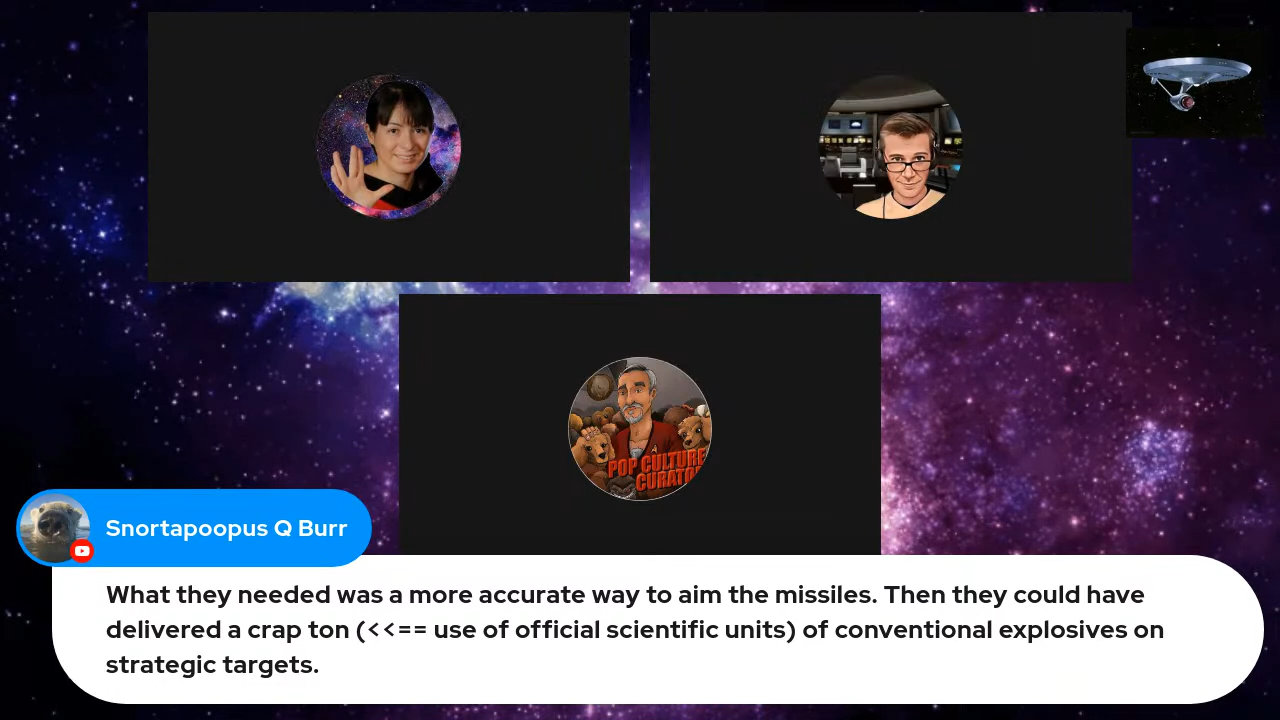 POP CULTURE
CURATO
Snortapoopus Q Burr
What they needed was a more accurate way to aim the missiles. Then they could have
delivered a crap ton (<<== use of official scientific units) of conventional explosives on
strategic targets.